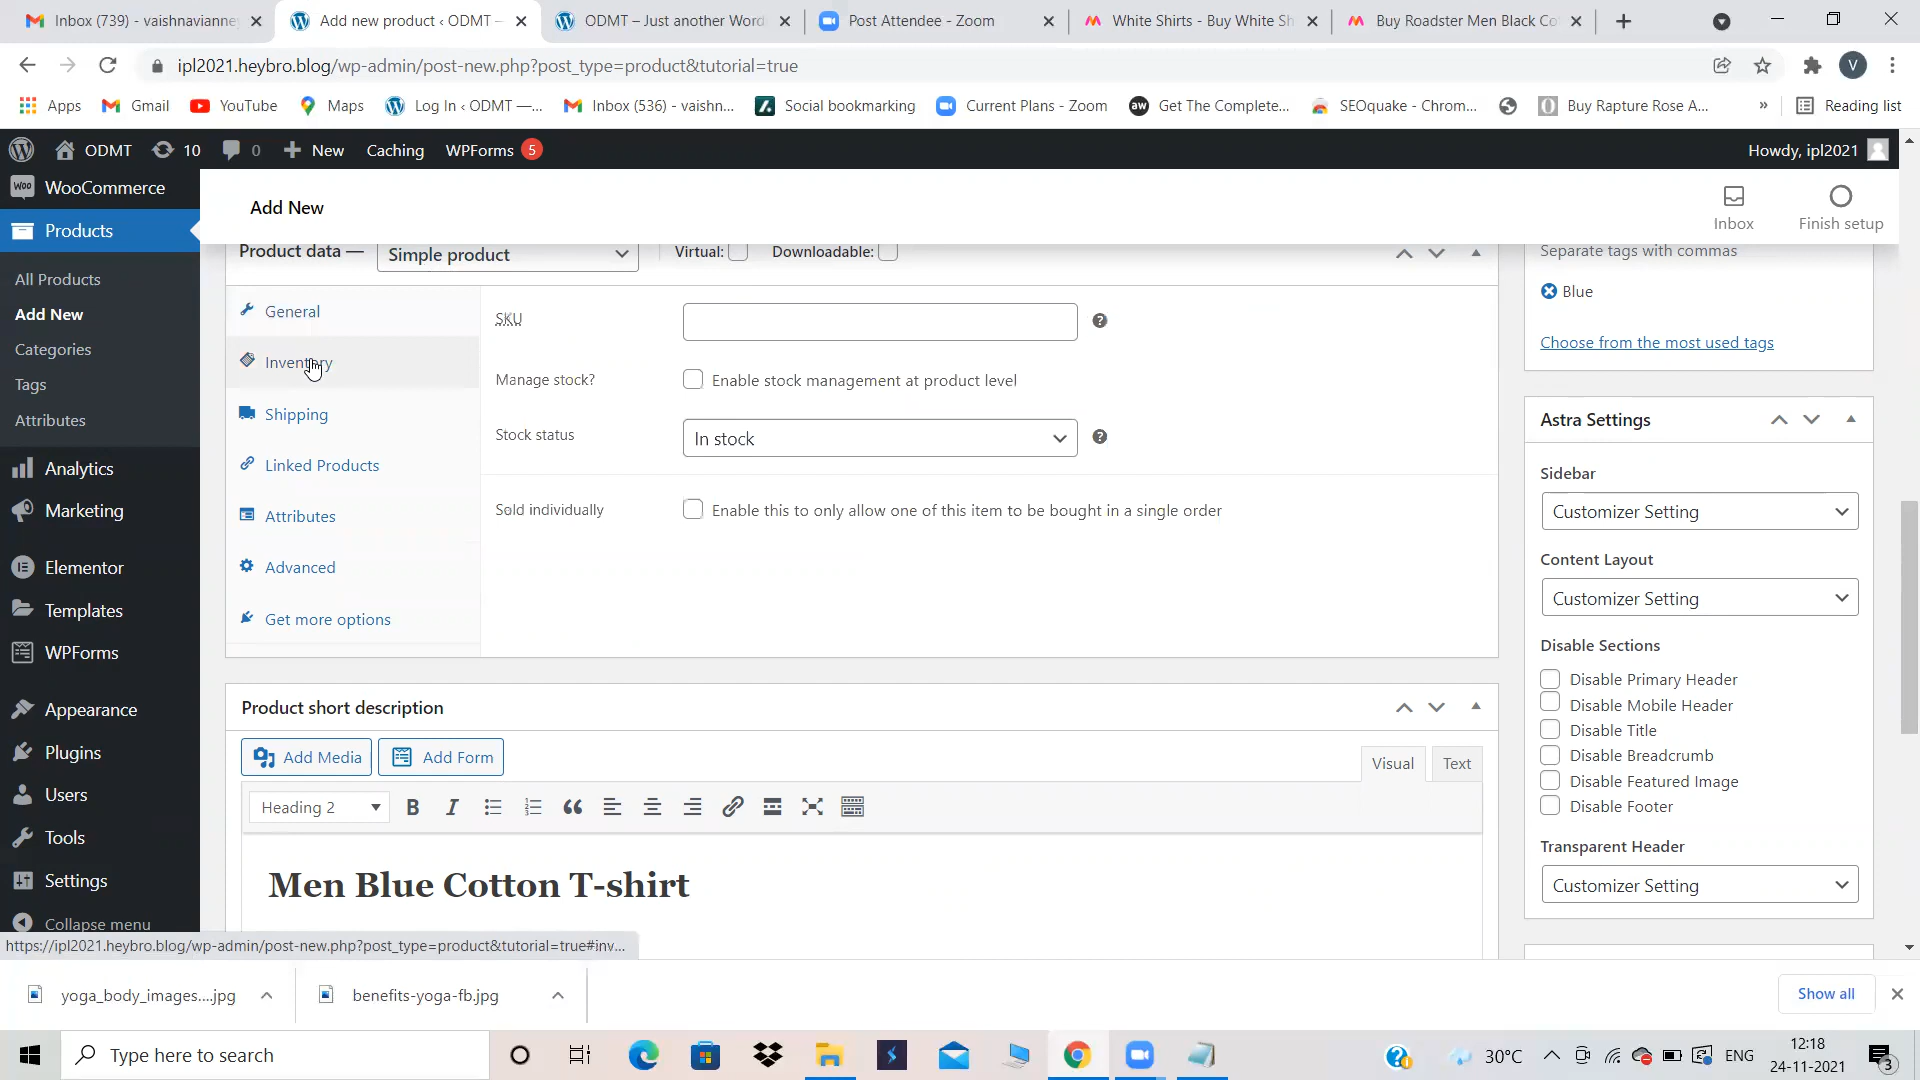 Inbox (739) - vaishnavianne
Add new product ‹ ODMT —
ODMT – Just another Word
Post Attendee - Zoom
White Shirts - Buy White Sh
Buy Roadster Men Black Co
ipl2021.heybro.blog/wp-admin/post-new.php?post_type=product&tutorial=true
V
Apps
Gmail
YouTube
Maps
Log In ‹ ODMT —...
Inbox (536) - vaishn...
Social bookmarking
Current Plans - Zoom
aw
Get The Complete...
SEOquake - Chrom...
Buy Rapture Rose A...
»
Reading list
ODMT
10
0
New
Caching
WPForms 5
Howdy, ipl2021
Woo
WooCommerce
Products
All Products
Add New
Categories
Tags
Attributes
Analytics
Marketing
Elementor
Templates
WPForms
Appearance
Plugins
Users
Tools
Settings
Collapse menu
Add New
Inbox
Finish setup
Product data —
Simple product
Virtual:
Downloadable:
General
Inventory
Shipping
Linked Products
Attributes
Advanced
Get more options
SKU
Manage stock?
Enable stock management at product level
Stock status
In stock
Sold individually
Enable this to only allow one of this item to be bought in a single order
Product short description
Add Media
Add Form
Visual
Text
Heading 2
Men Blue Cotton T-shirt
Separate tags with commas
Blue
Choose from the most used tags
Astra Settings
Sidebar
Customizer Setting
Content Layout
Customizer Setting
Disable Sections
Disable Primary Header
Disable Mobile Header
Disable Title
Disable Breadcrumb
Disable Featured Image
Disable Footer
Transparent Header
Customizer Setting
https://ipl2021.heybro.blog/wp-admin/post-new.php?post_type=product&tutorial=true#inv...
yoga_body_images....jpg
benefits-yoga-fb.jpg
Show all
Type here to search
30°C
ENG
12:18
24-11-2021
3